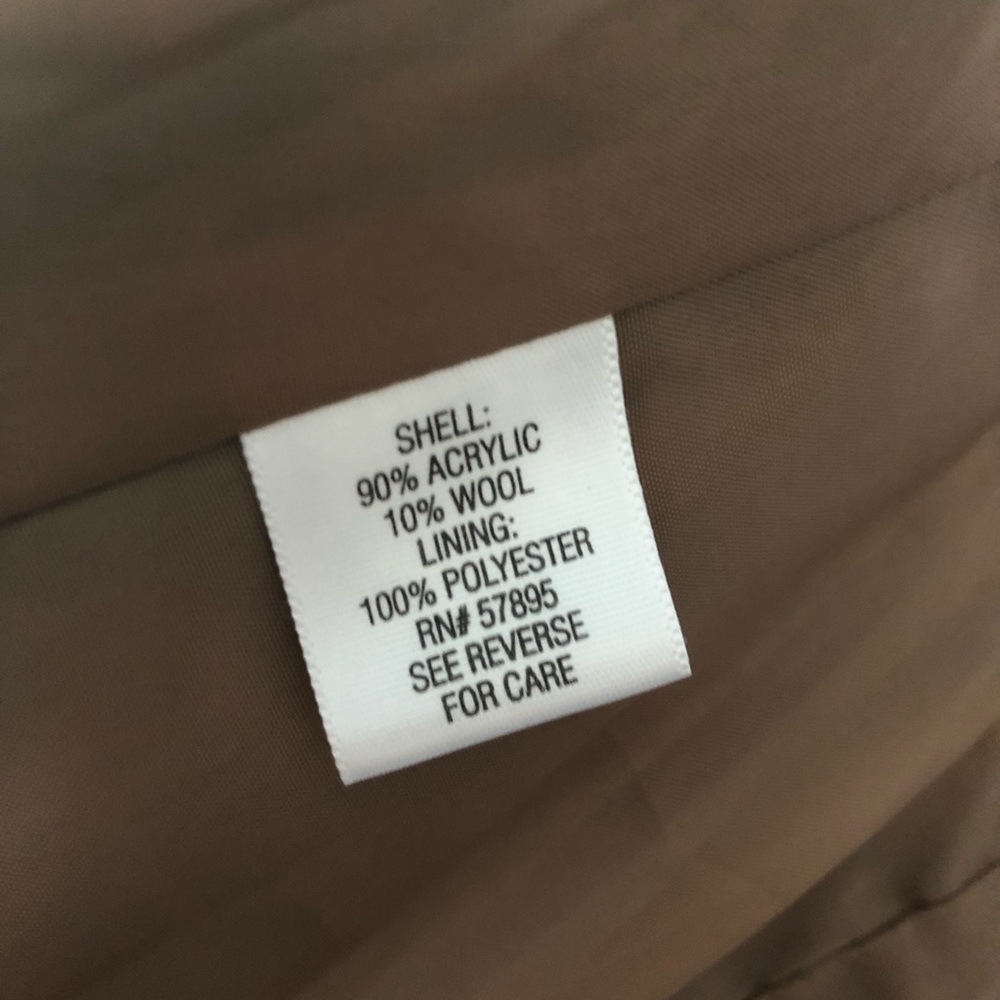 SHELL:
90% ACRYLIC
10% WOOL
LINING:
100% POLYESTER
RN# 57895
SEE REVERSE
FOR CARE